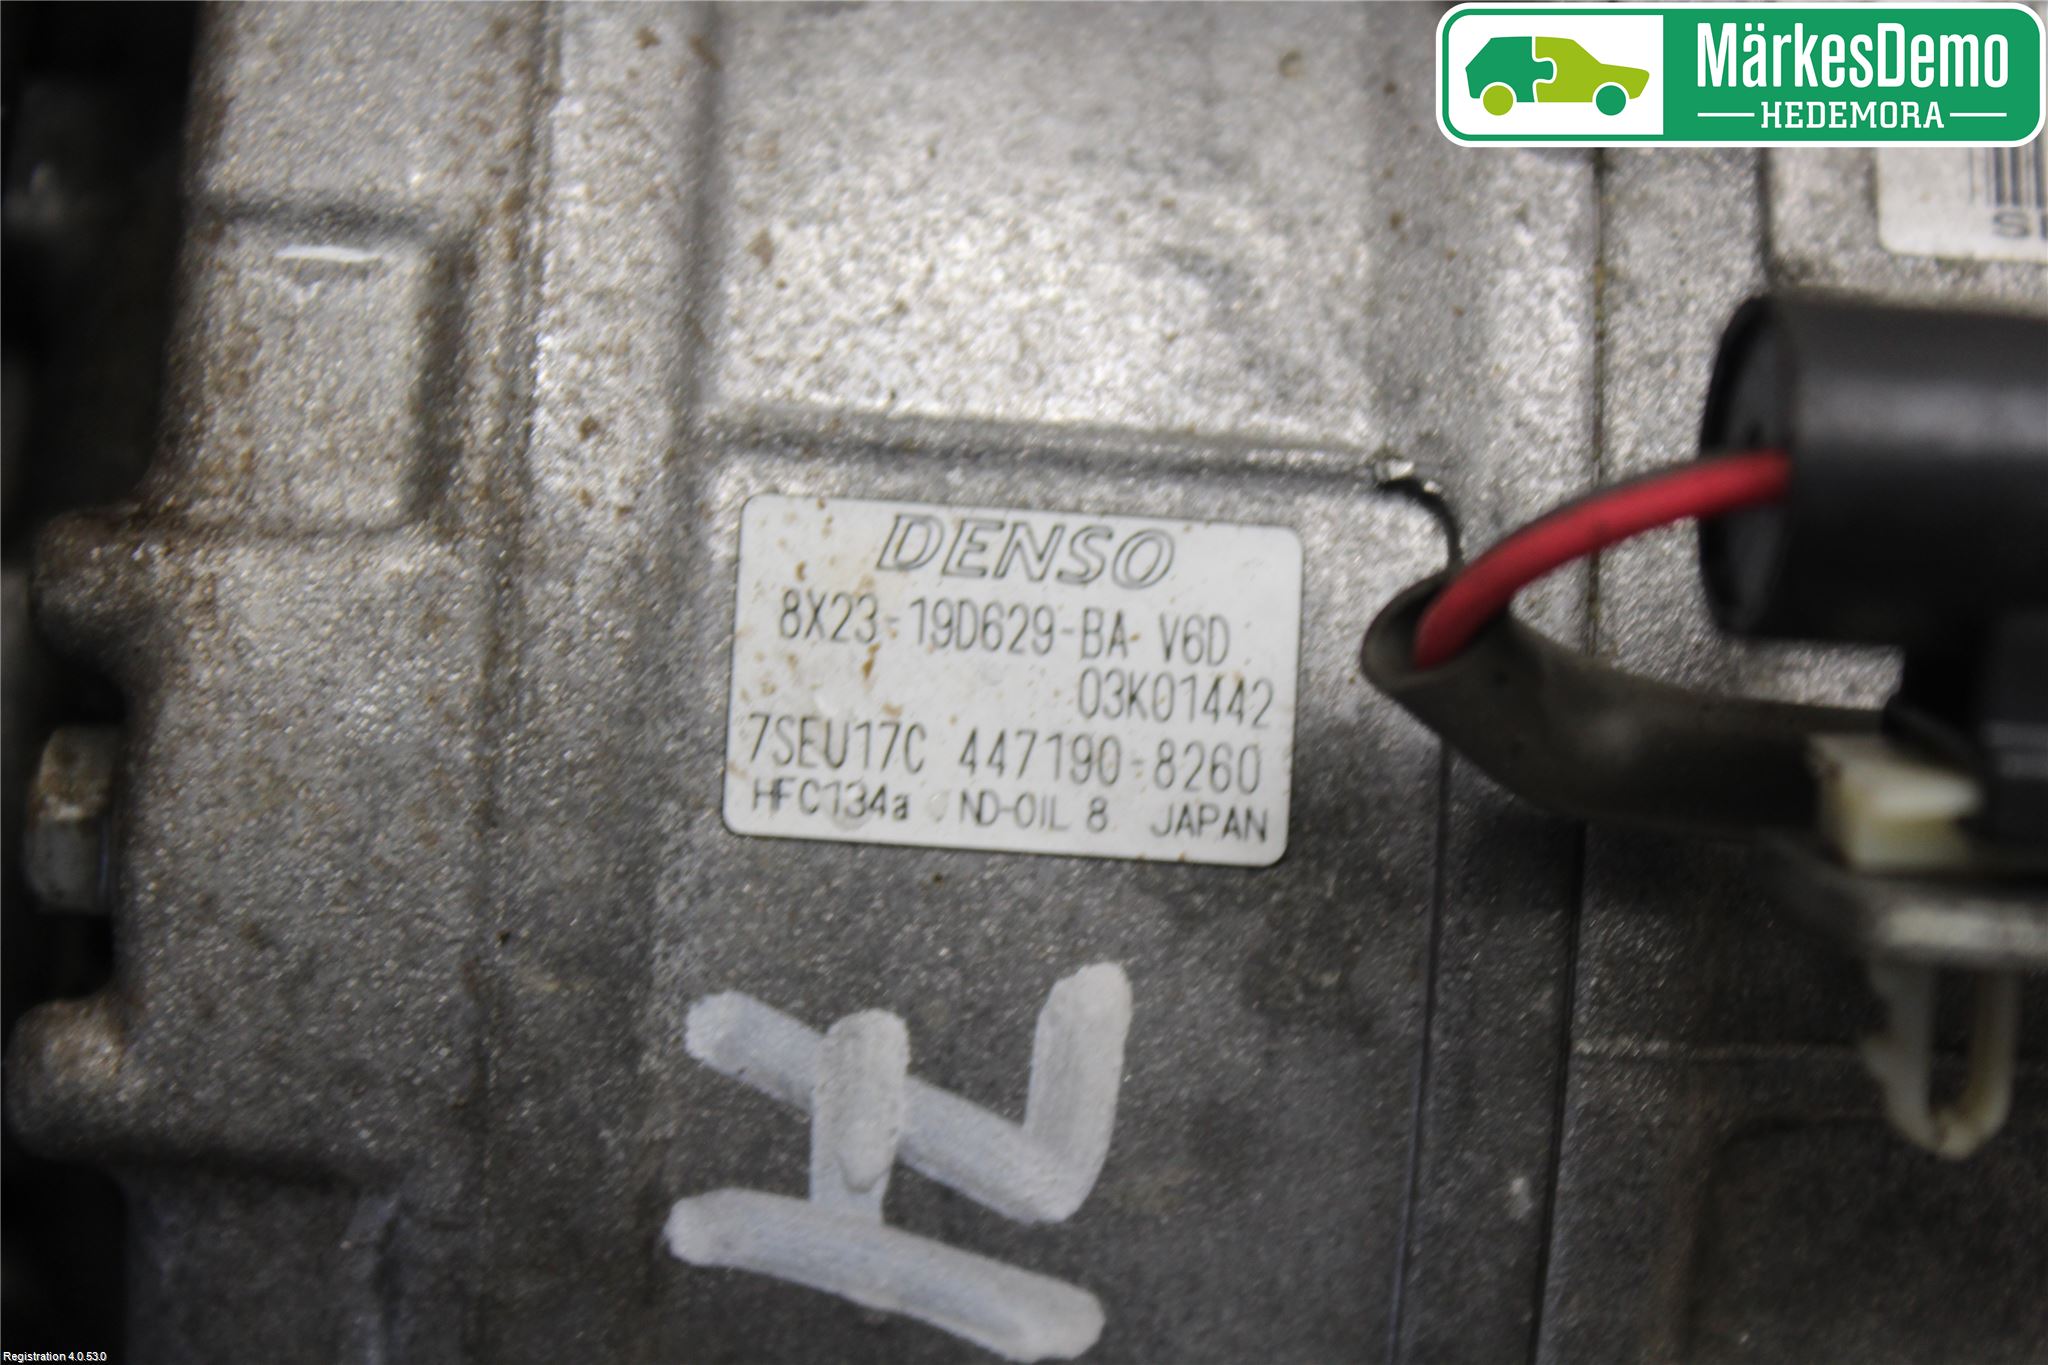 MärkesDemo
HEDEMORA
DENSO
8X23-19D629-BA V6D
03K01442
7SEU17C 447190-8260
HFC134a ND-OIL 8 JAPAN
Registration 4.0.53.0